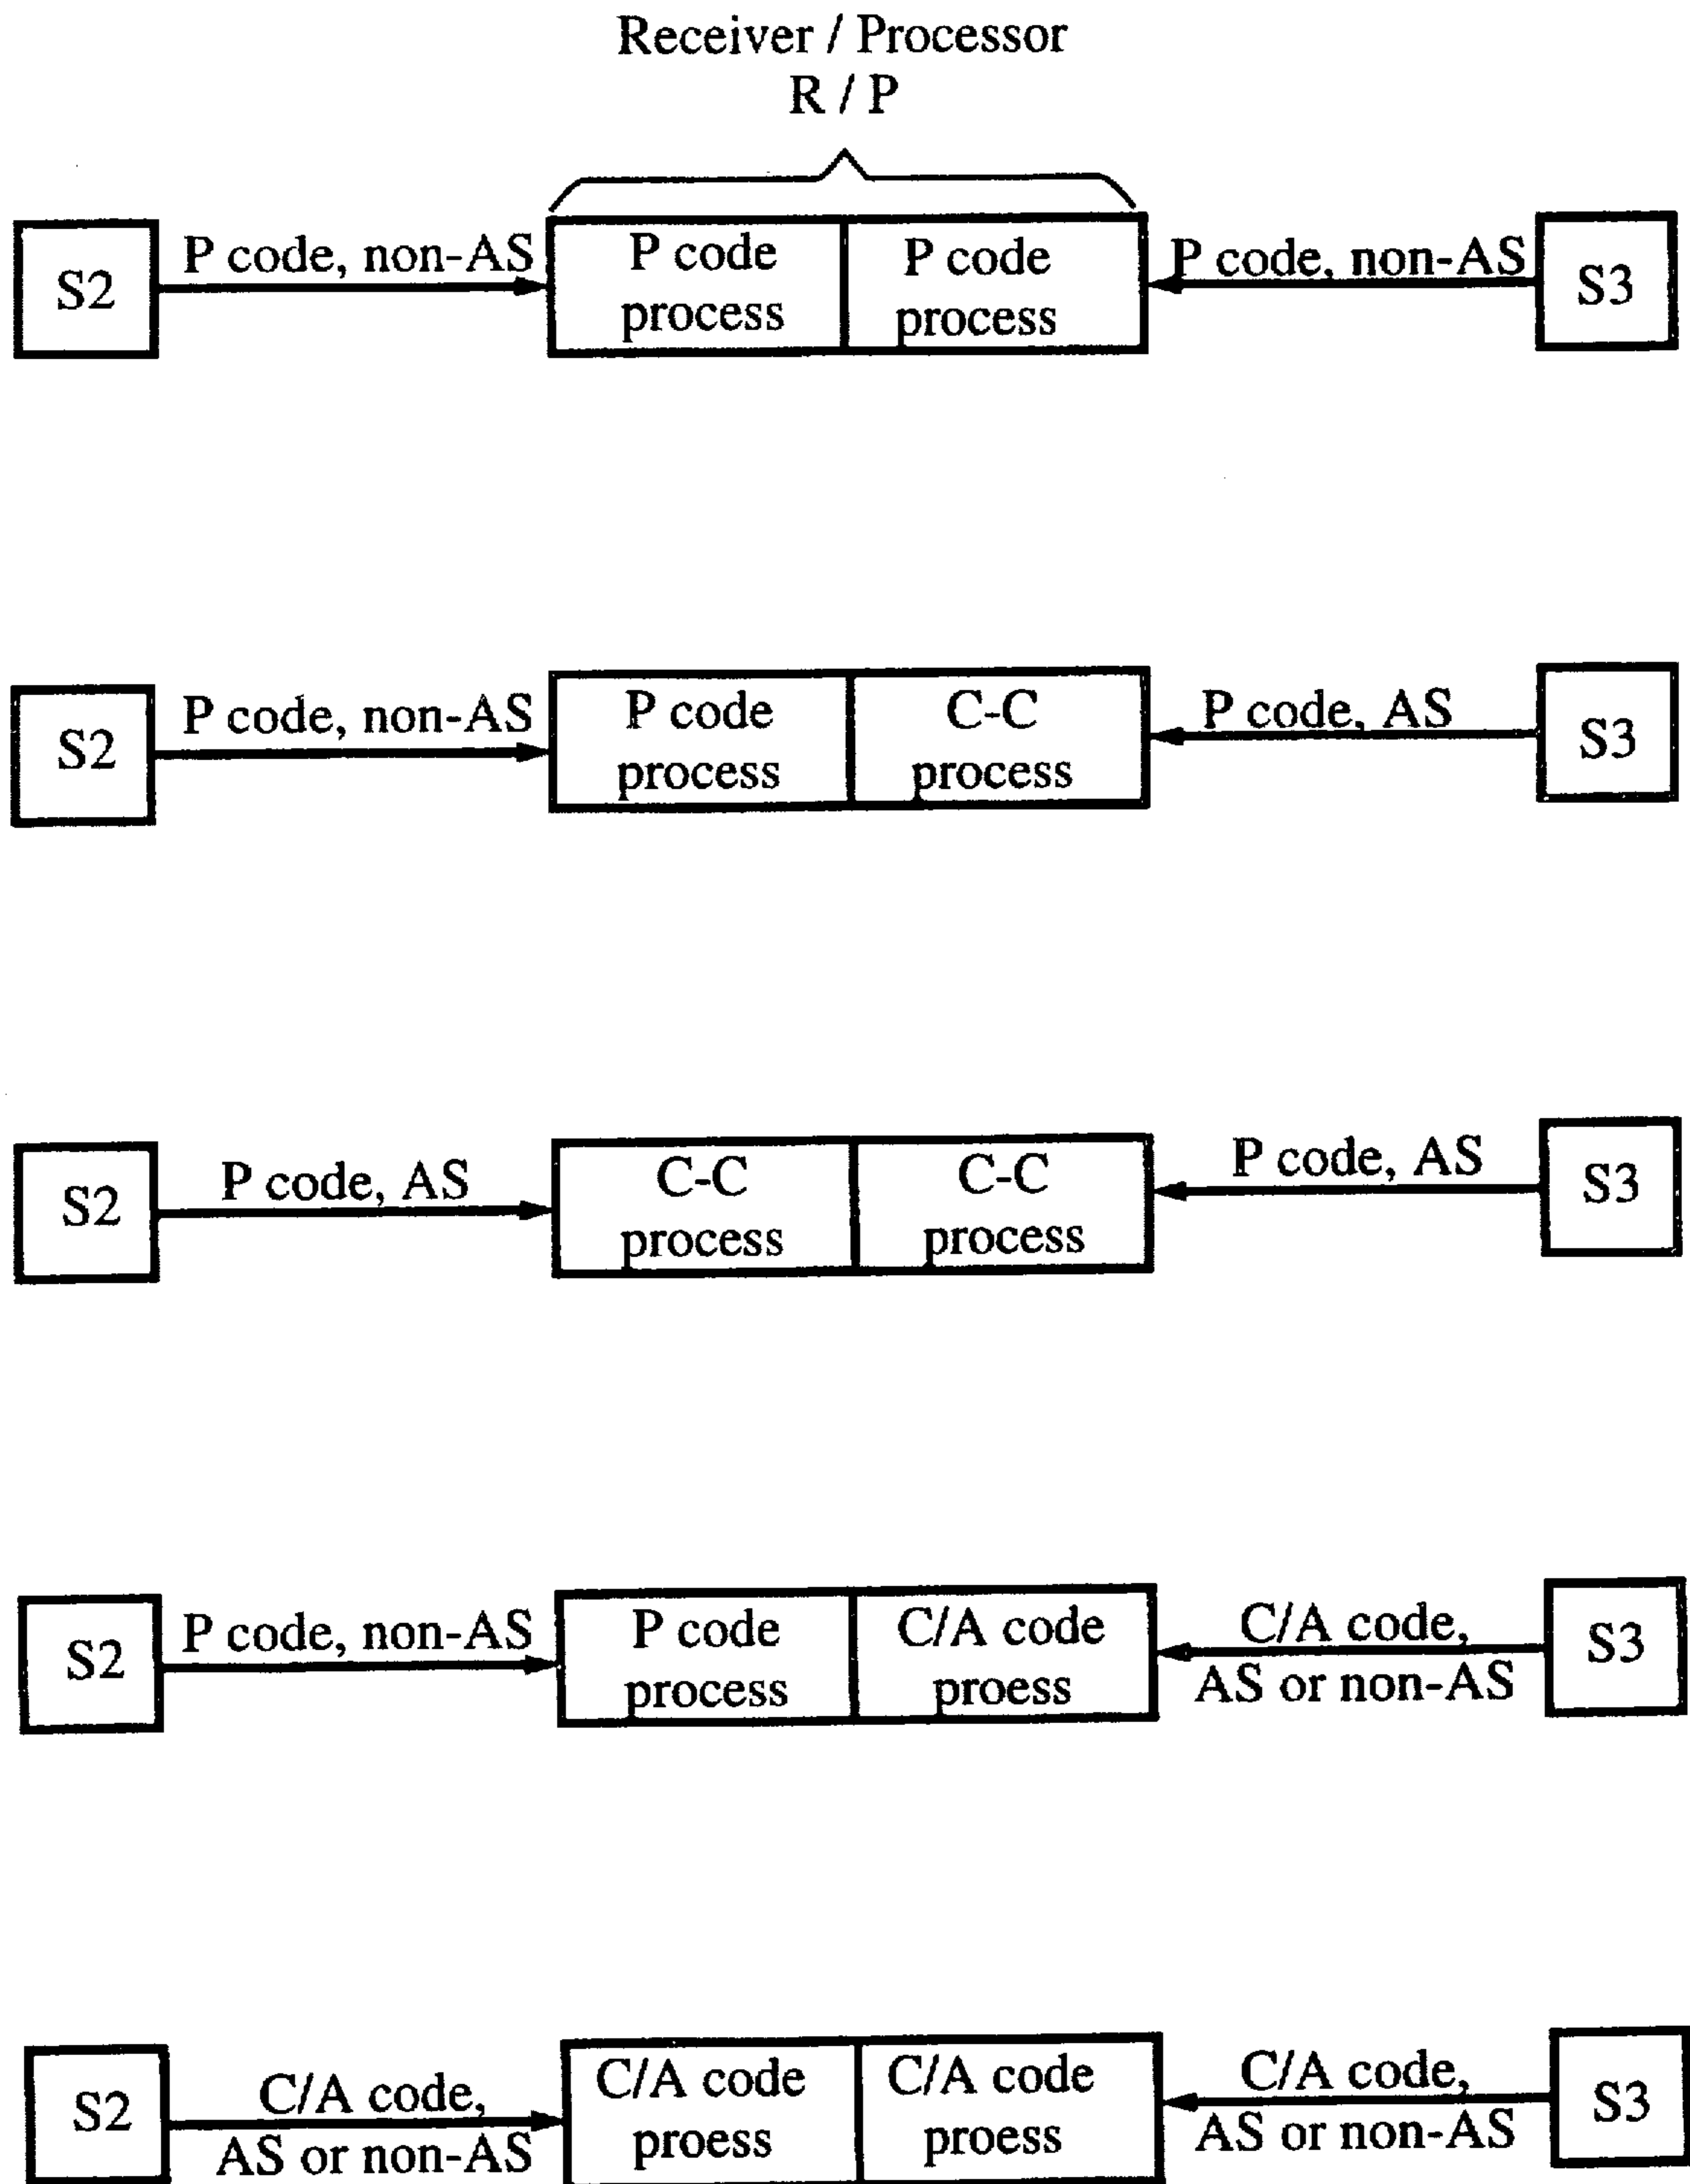 Receiver / Processor
R / P
S2
P code, non-AS
P code
process
P code
process
P code, non-AS
S3
S2
P code, non-AS
P code
process
C-C
process
P code, AS
S3
S2
P code, AS
C-C
process
C-C
process
P code, AS
S3
S2
P code, non-AS
P code
process
C/A code
proess
C/A code,
AS or non-AS
S3
S2
C/A code,
AS or non-AS
C/A code
proess
C/A code
proess
C/A code,
AS or non-AS
S3